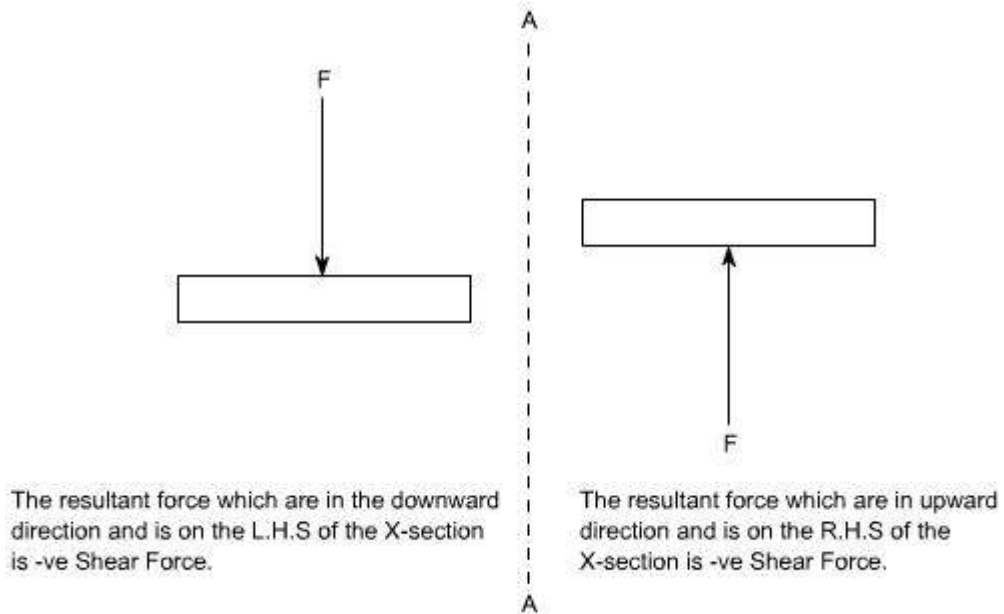 A
F
F
The resultant force which are in the downward
direction and is on the L.H.S of the X-section
is -ve Shear Force.
The resultant force which are in upward
direction and is on the R.H.S of the
X-section is -ve Shear Force.
A